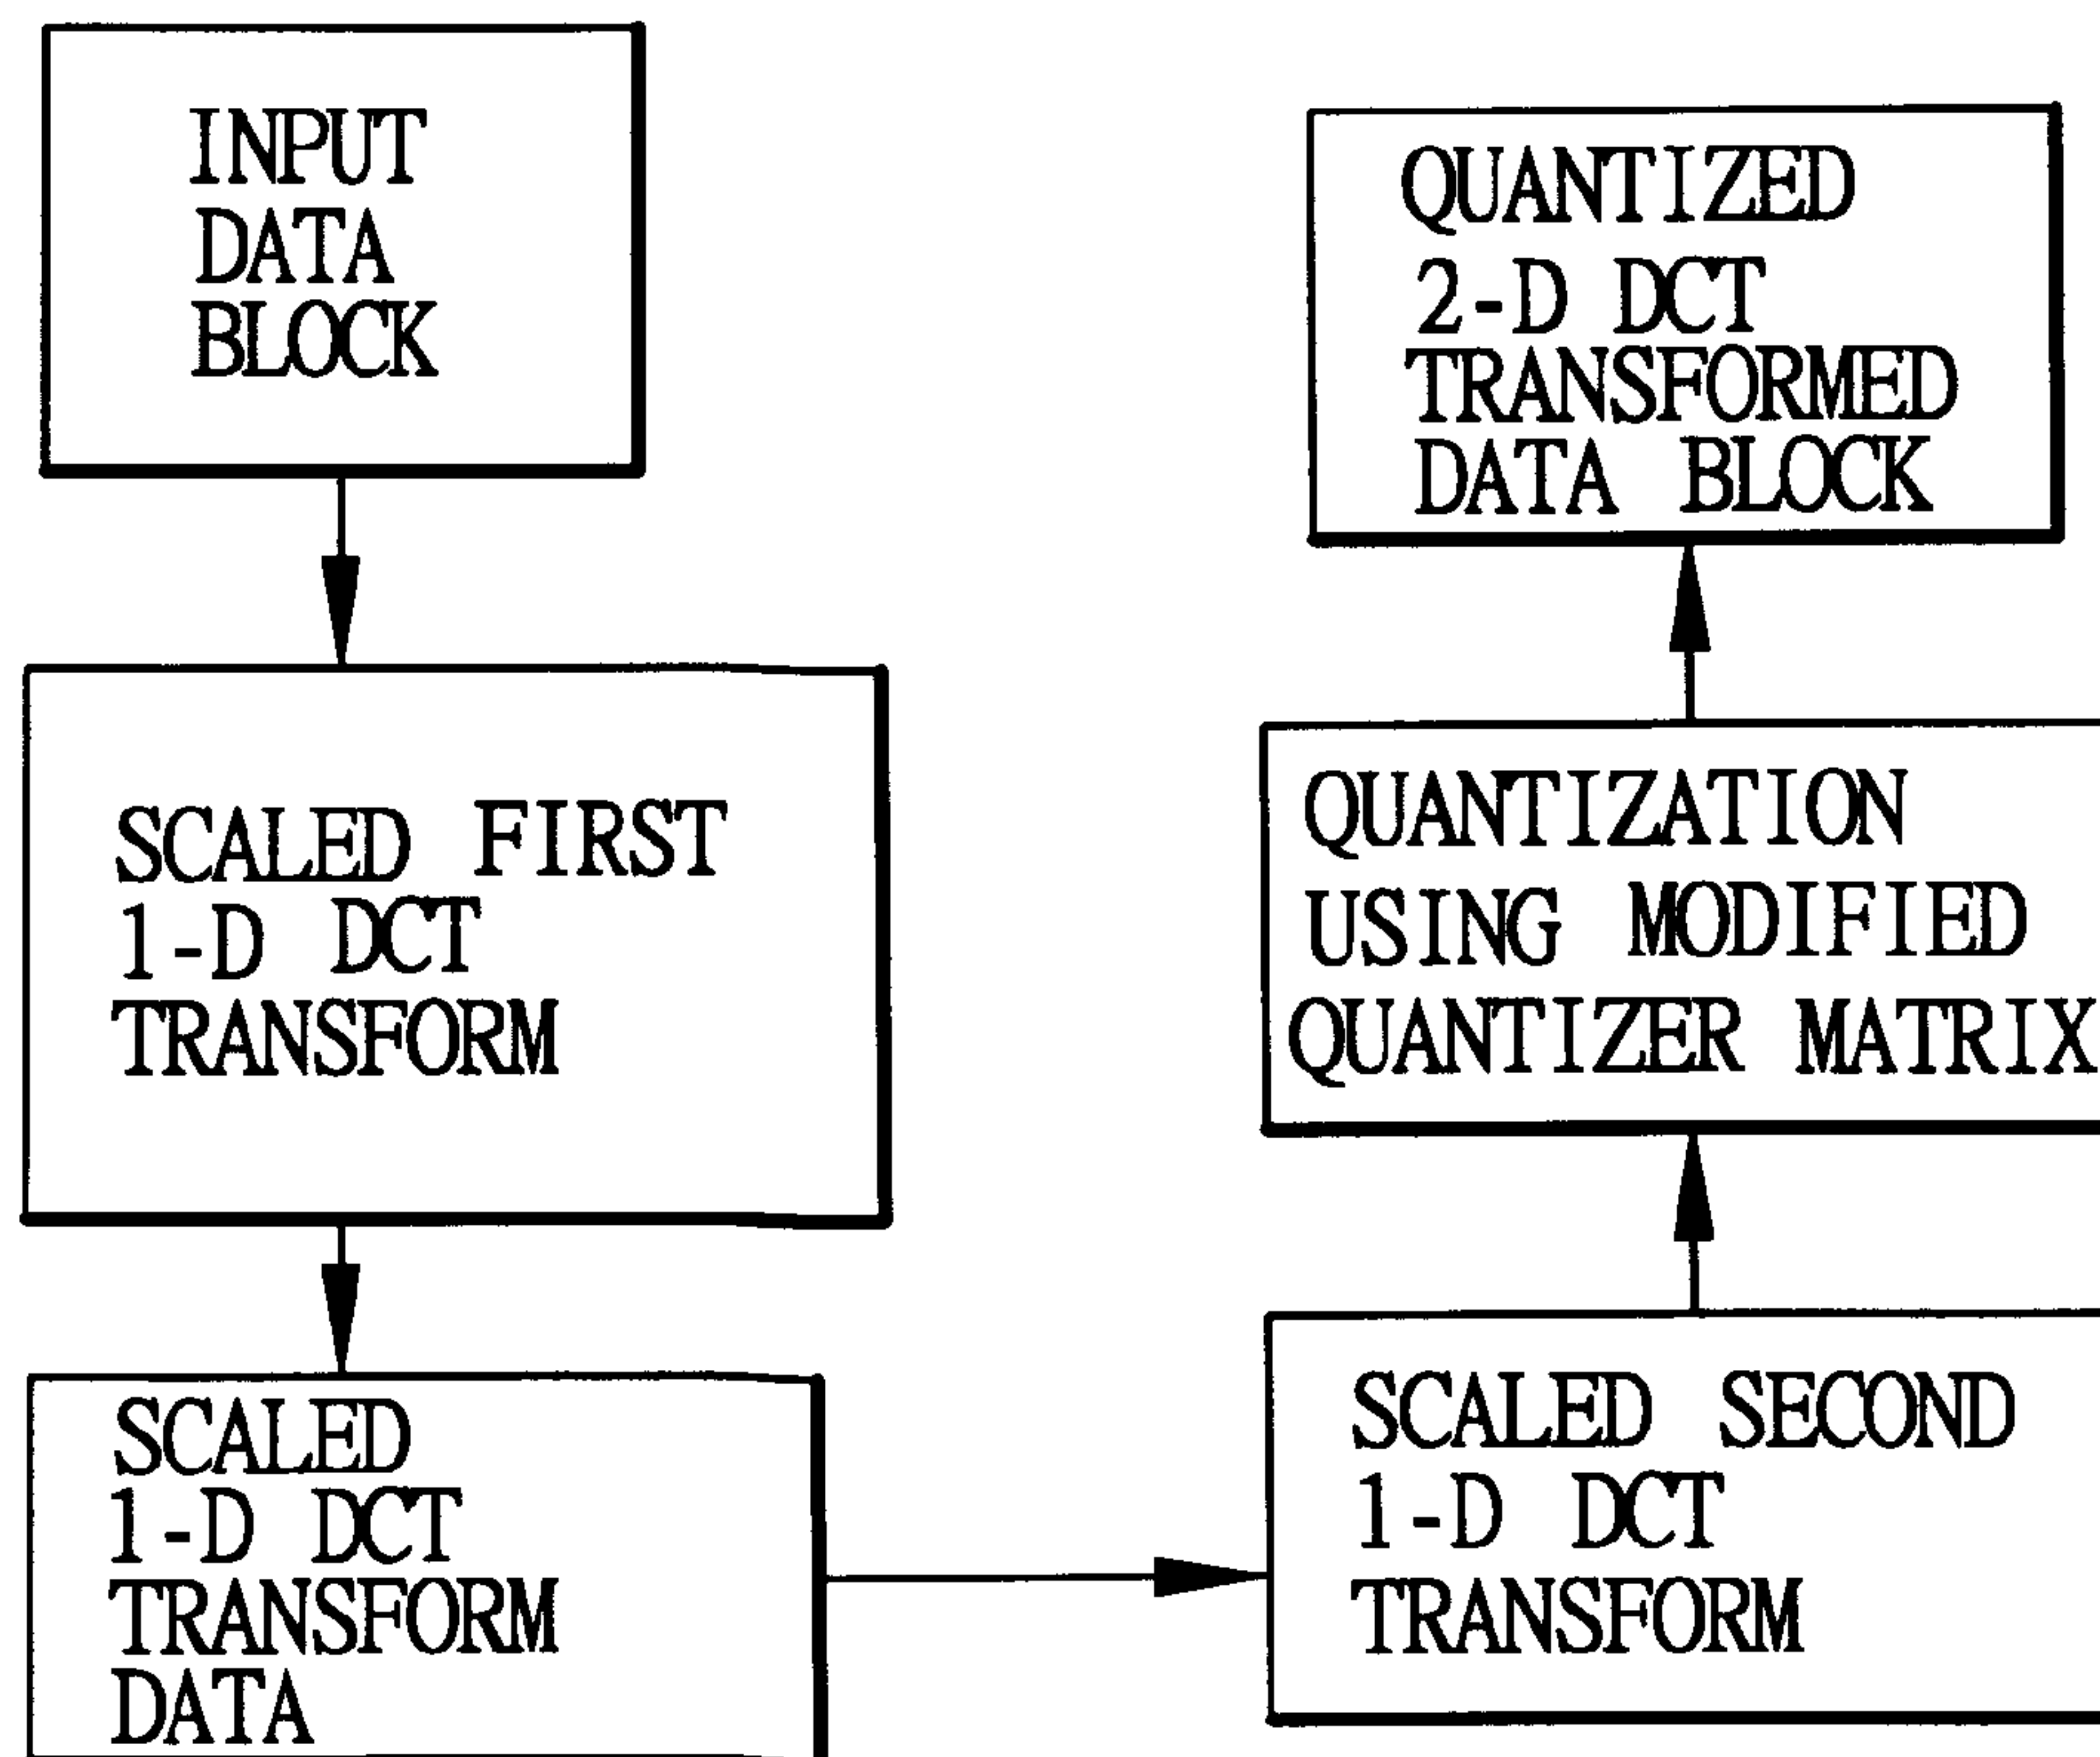 INPUT
DATA
BLOCK
SCALED FIRST
1-D DCT
TRANSFORM
SCALED
1-D DCT
TRANSFORM
DATA
SCALED SECOND
1-D DCT
TRANSFORM
QUANTIZATION
USING MODIFIED
QUANTIZER MATRIX
QUANTIZED
2-D DCT
TRANSFORMED
DATA BLOCK